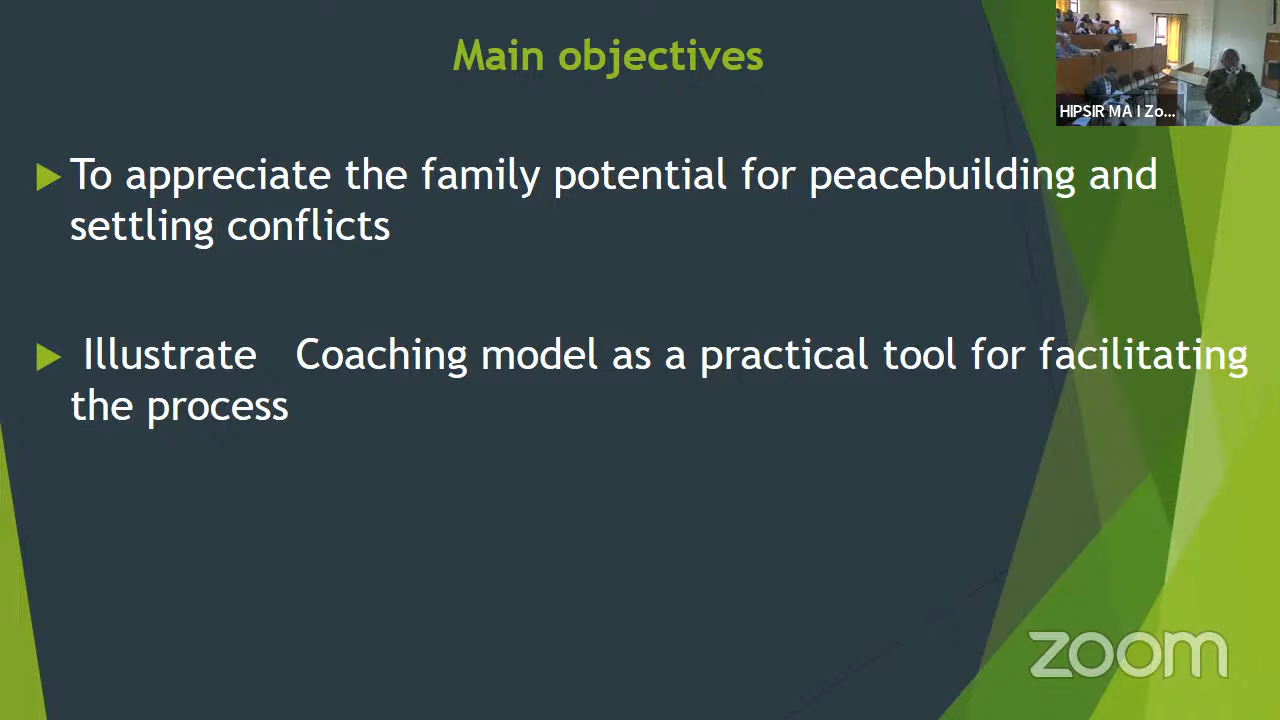 Main objectives
HIPSIR MA I Zo...
To appreciate the family potential for peacebuilding and
settling conflicts
Illustrate Coaching model as a practical tool for facilitating
the process
zoom